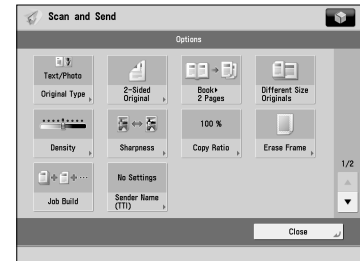 Scan and Send
Options
Text/Photo
Original Type
2-Sided
Original
Book▸
2 Pages
Different Size
Originals
Density
Sharpness
100 %
Copy Ratio
Erase Frame
Job Build
No Settings
Sender Name
(TTI)
1/2
Close